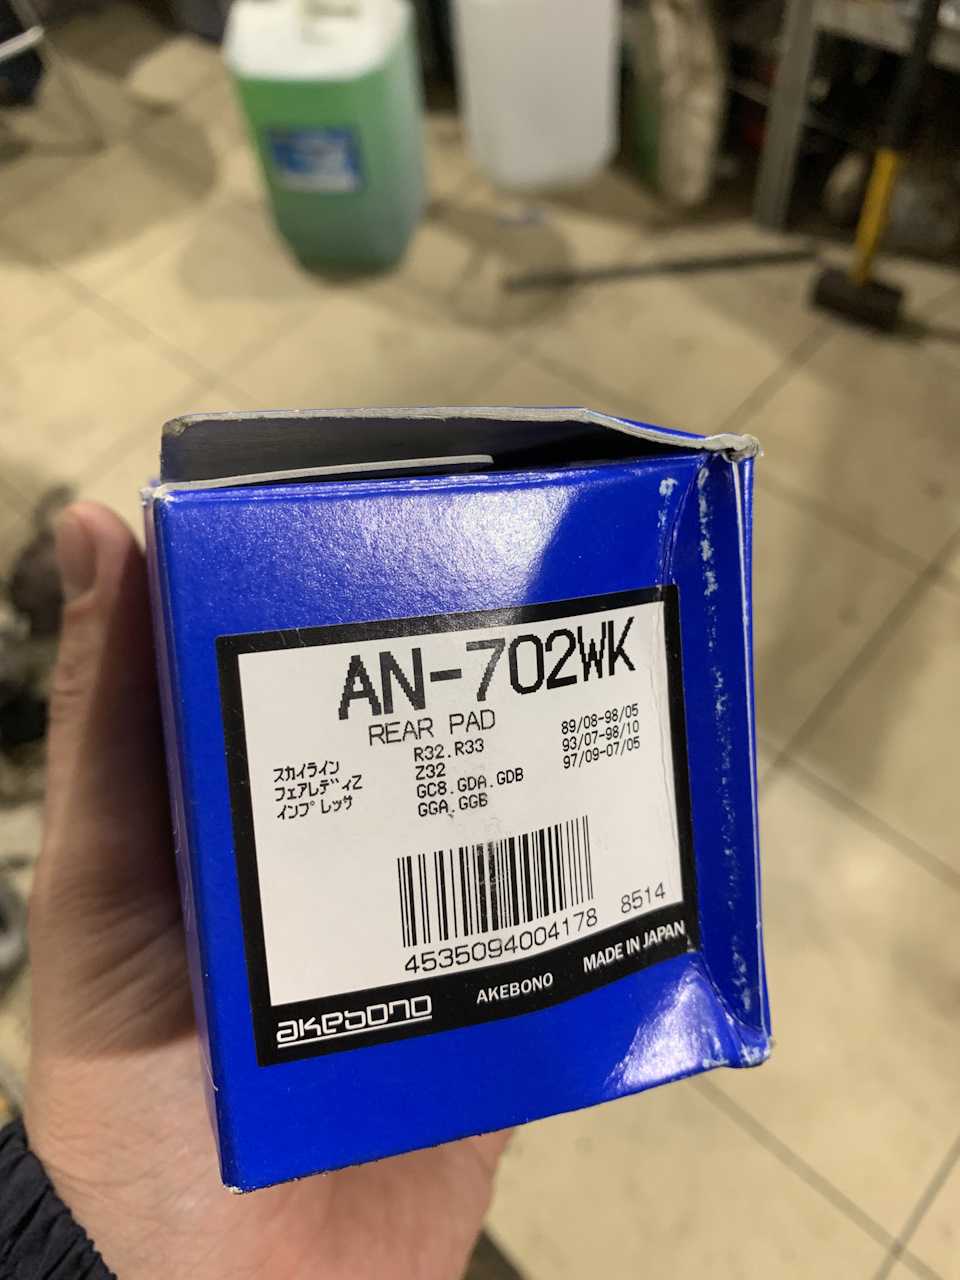 AN-702WK
REAR PAD
スカイライン R32.R33 89/08-98/05
フェアレディZ Z32 93/07-98/10
インプレッサ GC8.GDA.GDB 97/09-07/05
GGA.GGB
4535094004178
8514
akebono AKEBONO MADE IN JAPAN